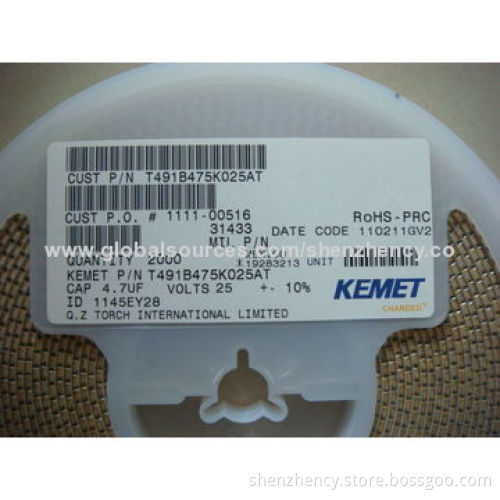 CUST P/N T491B475K025AT
CUST P.O. # 1111-00516
RoHS-PRC
31433
DATE CODE 110211GV2
MIL P/N
www.globalsources.com/shenzhency.co
QUANTITY 2000
K19283213 UNIT
KEMET P/N T491B475K025AT
CAP 4.7UF VOLTS 25 +- 10%
KEMET
CHARGED
ID 1145EY28
Q.Z TORCH INTERNATIONAL LIMITED
shenzhency.store.bossgoo.com